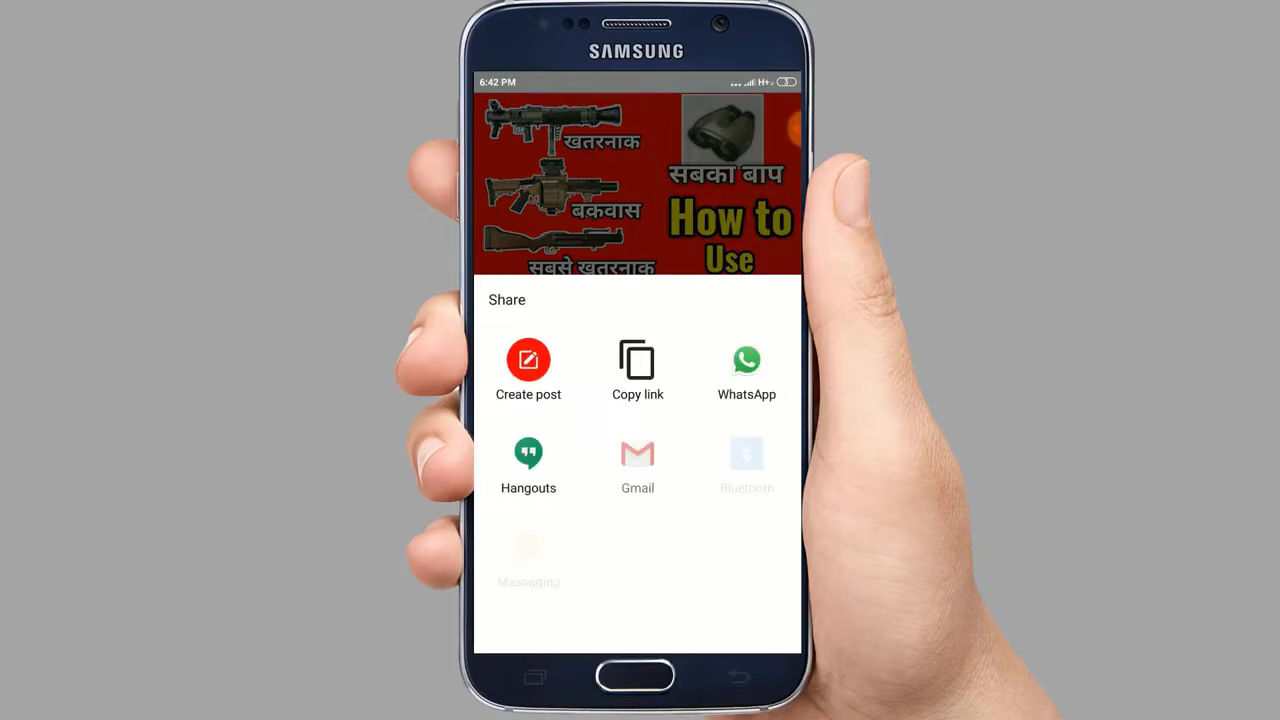 SAMSUNG
6:42 PM
H+
खतरनाक
बकवास
सबसे खतरनाक
सबका बाप
How to
Use
Share
Create post
Copy link
WhatsApp
Hangouts
Gmail
Bluetooth
Messaging